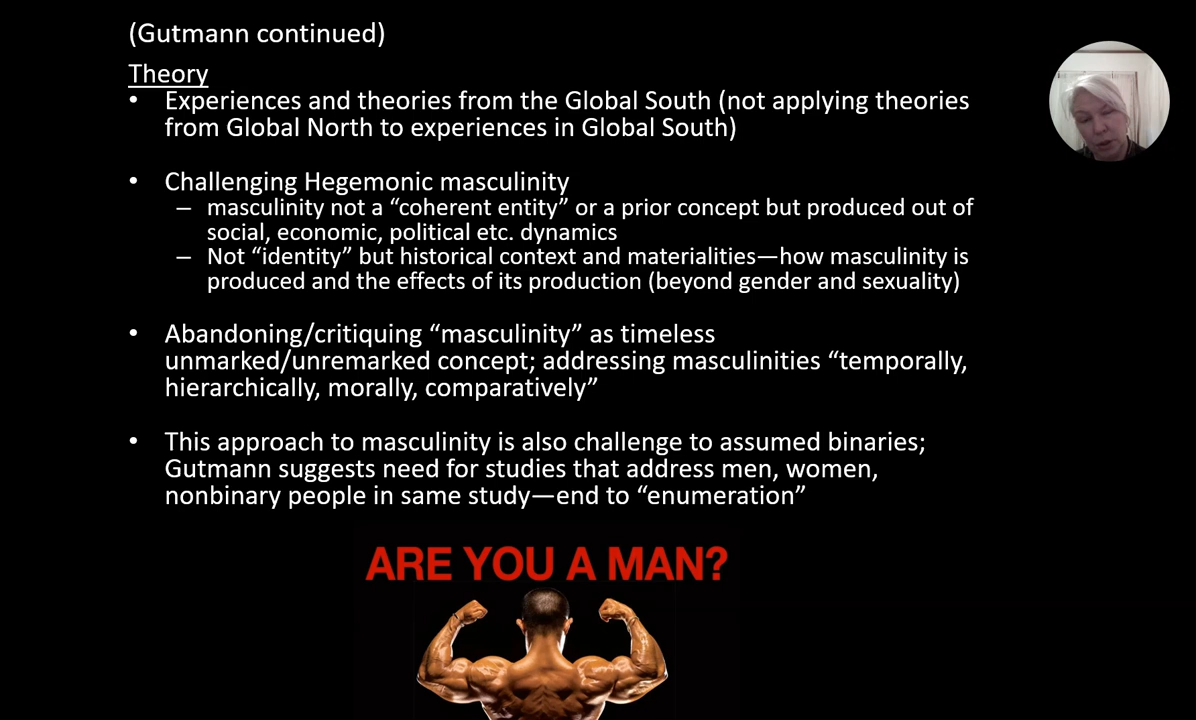 (Gutmann continued)
Theory
• Experiences and theories from the Global South (not applying theories
from Global North to experiences in Global South)
• Challenging Hegemonic masculinity
– masculinity not a “coherent entity” or a prior concept but produced out of
social, economic, political etc. dynamics
– Not “identity” but historical context and materialities—how masculinity is
produced and the effects of its production (beyond gender and sexuality)
• Abandoning/critiquing “masculinity” as timeless
unmarked/unremarked concept; addressing masculinities “temporally,
hierarchically, morally, comparatively”
• This approach to masculinity is also challenge to assumed binaries;
Gutmann suggests need for studies that address men, women,
nonbinary people in same study—end to “enumeration”
ARE YOU A MAN?